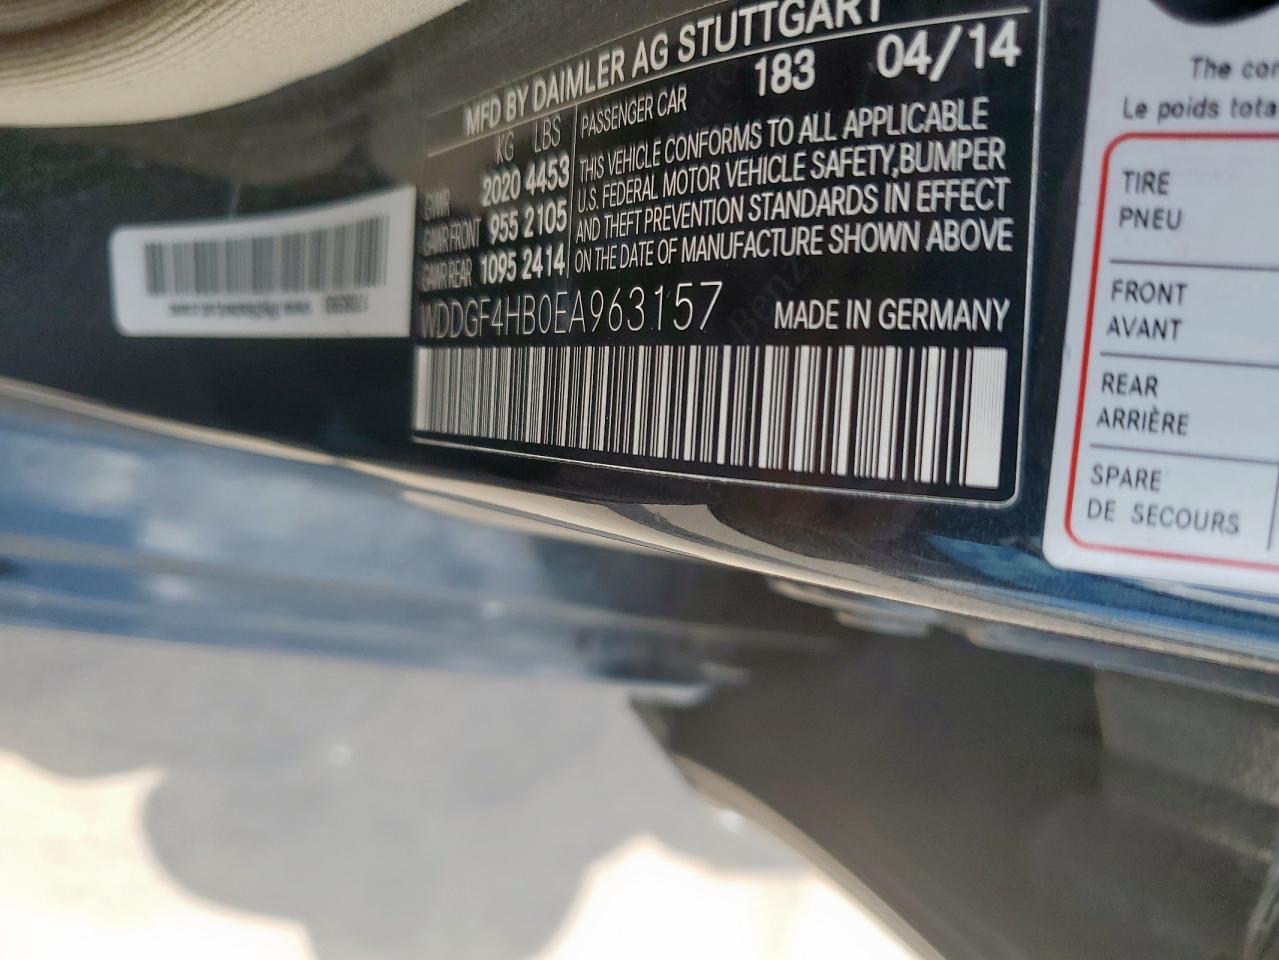 MFD BY DAIMLER AG STUTTGART
KG LBS
GWR 2020 4453
GAWR FRONT 955 2105
GAWR REAR 1095 2414
PASSENGER CAR 183 04/14
THIS VEHICLE CONFORMS TO ALL APPLICABLE
U.S. FEDERAL MOTOR VEHICLE SAFETY,BUMPER
AND THEFT PREVENTION STANDARDS IN EFFECT
ON THE DATE OF MANUFACTURE SHOWN ABOVE
WDDGF4HB0EA963157 MADE IN GERMANY
The
Le poids
TIRE
PNEU
FRONT
AVANT
REAR
ARRIÈRE
SPARE
DE SECOURS